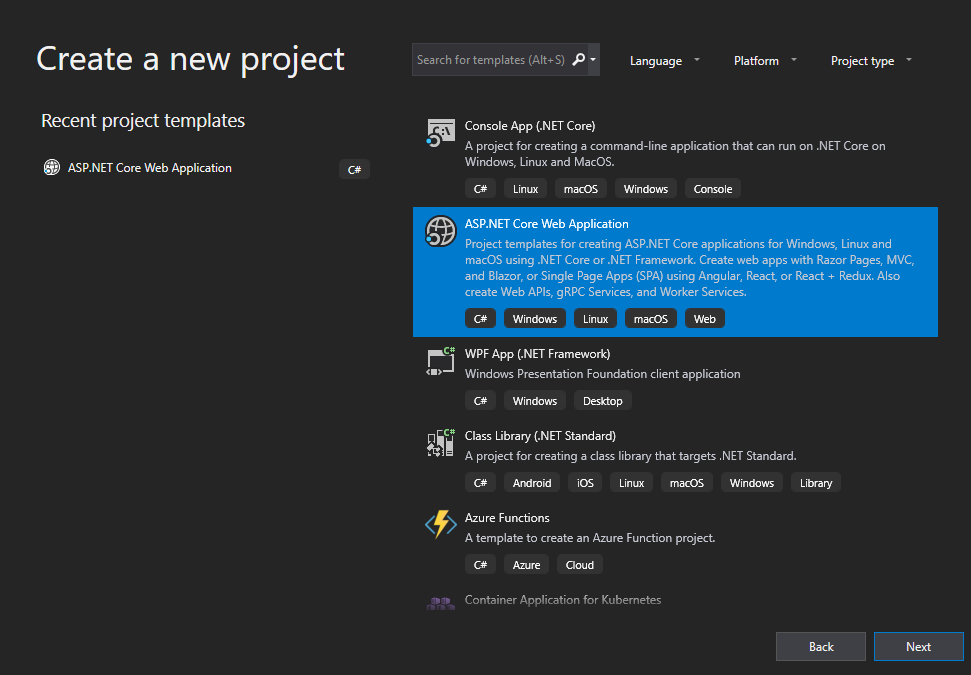 Create a new project
Search for templates (Alt+S)
Language
Platform
Project type
Recent project templates
ASP.NET Core Web Application
C#
Console App (.NET Core)
A project for creating a command-line application that can run on .NET Core on
Windows, Linux and MacOS.
C# Linux macOS Windows Console
ASP.NET Core Web Application
Project templates for creating ASP.NET Core applications for Windows, Linux and
macOS using .NET Core or .NET Framework. Create web apps with Razor Pages, MVC,
and Blazor, or Single Page Apps (SPA) using Angular, React, or React + Redux. Also
create Web APIs, gRPC Services, and Worker Services.
C# Windows Linux macOS Web
WPF App (.NET Framework)
Windows Presentation Foundation client application
C# Windows Desktop
Class Library (.NET Standard)
A project for creating a class library that targets .NET Standard.
C# Android iOS Linux macOS Windows Library
Azure Functions
A template to create an Azure Function project.
C# Azure Cloud
Container Application for Kubernetes
Back
Next